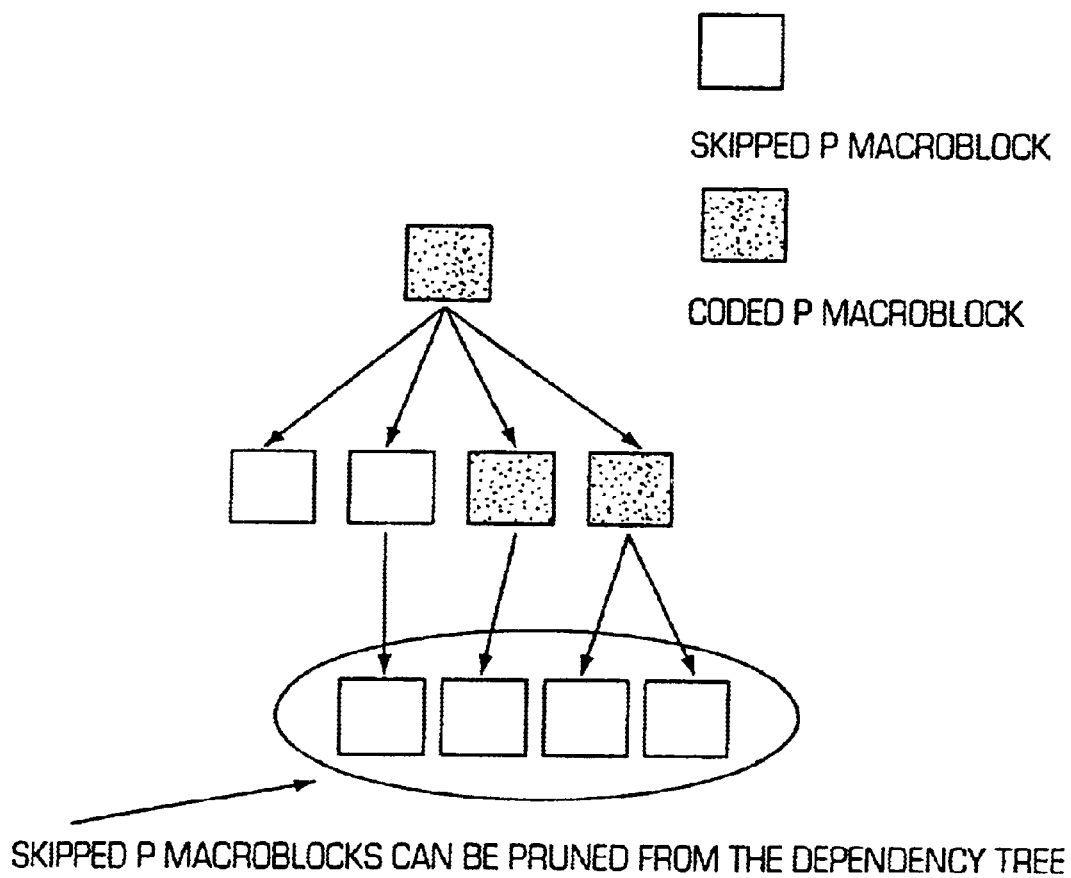 SKIPPED P MACROBLOCK
CODED P MACROBLOCK
SKIPPED P MACROBLOCKS CAN BE PRUNED FROM THE DEPENDENCY TREE